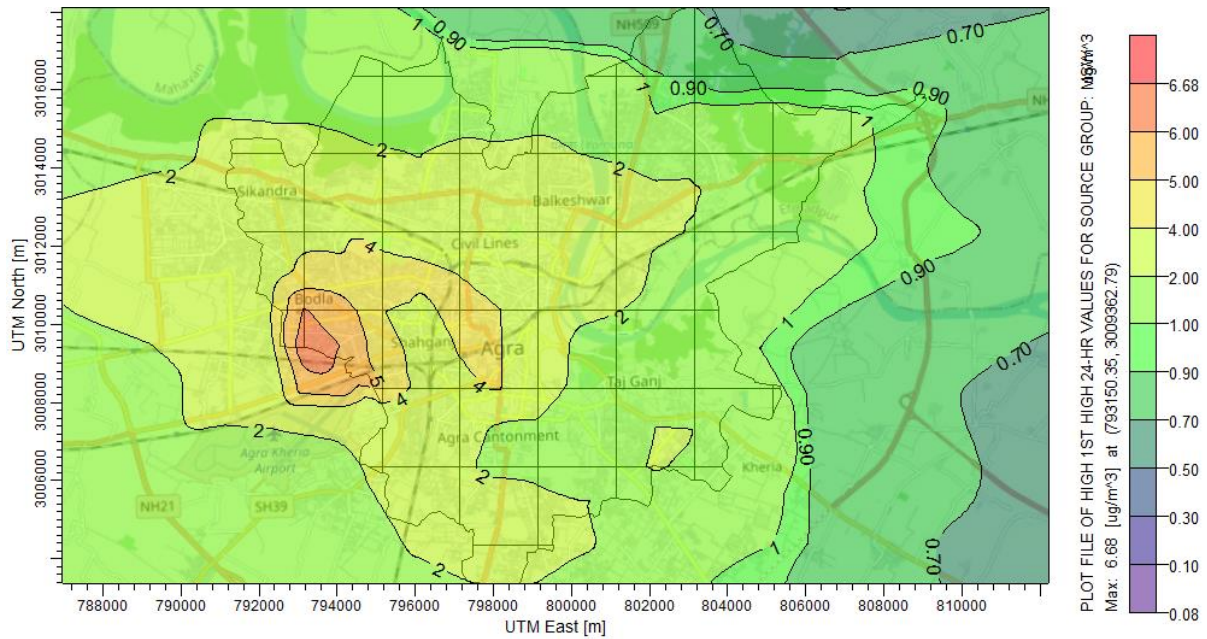 NH509
Mahavan
1
0.90
0.70
0.70
0.90
1
0.90
1
NH
2
2
2
Sikandra
Balkeshwar
Civil Lines
4
Bodla
Shahganj
Agra
5
4
4
2
0.90
1
0.70
Taj Ganj
Agra Cantonment
2
Agra Kheria
Airport
2
Kheria
0.90
NH21
SH39
2
1
0.70
3016000
3014000
3012000
3010000
3008000
3006000
UTM North [m]
788000 790000 792000 794000 796000 798000 800000 802000 804000 806000 808000 810000
UTM East [m]
PLOT FILE OF HIGH 1ST HIGH 24-HR VALUES FOR SOURCE GROUP:
Max: 6.68 [ug/m^3] at (793150.35, 3009362.79)
6.68
6.00
5.00
4.00
2.00
1.00
0.90
0.70
0.50
0.30
0.10
0.08